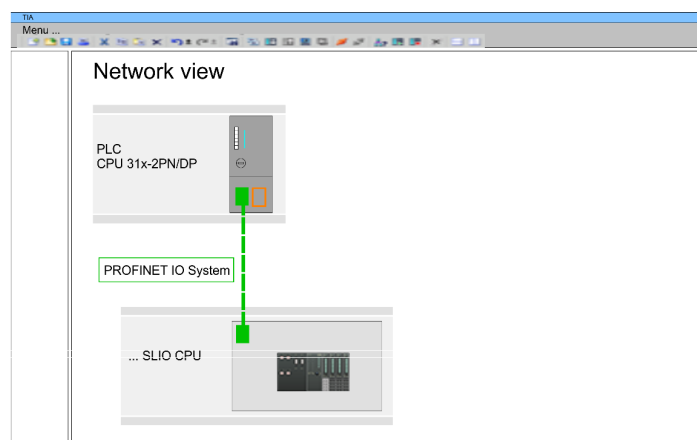 TIA
Menu ...
Network view
PLC
CPU 31x-2PN/DP
PROFINET IO System
... SLIO CPU